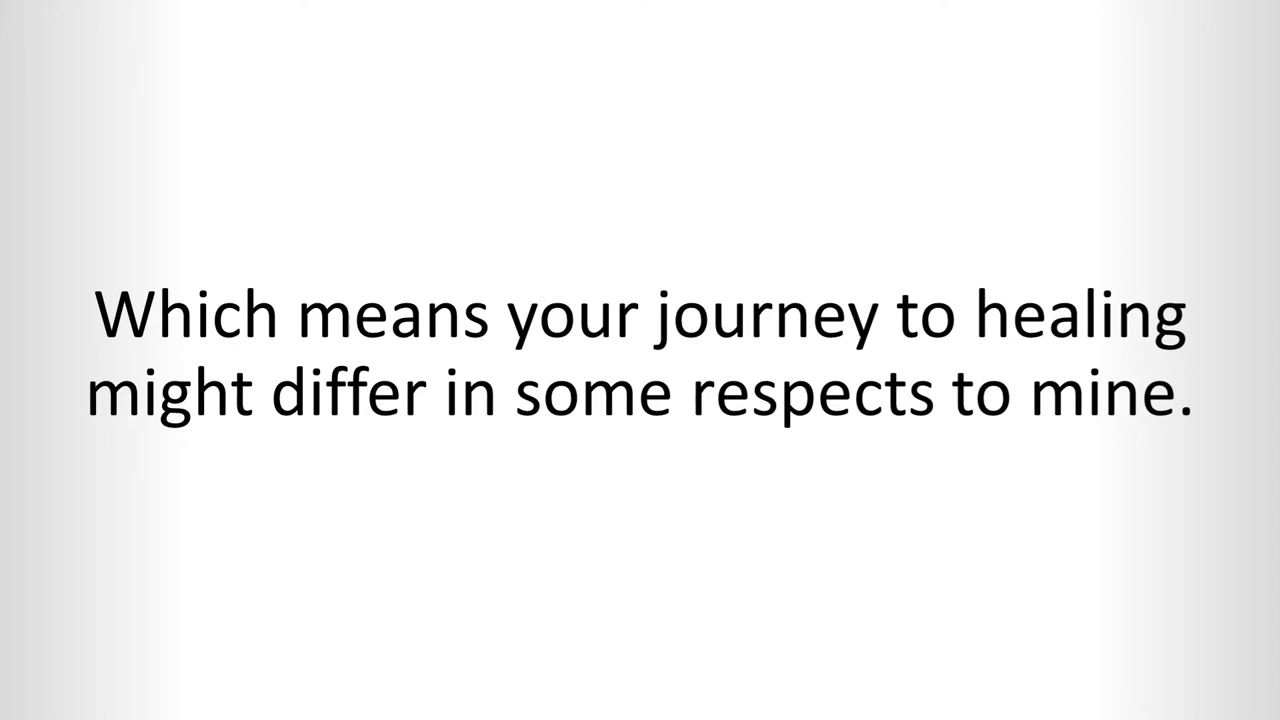 Which means your journey to healing
might differ in some respects to mine.